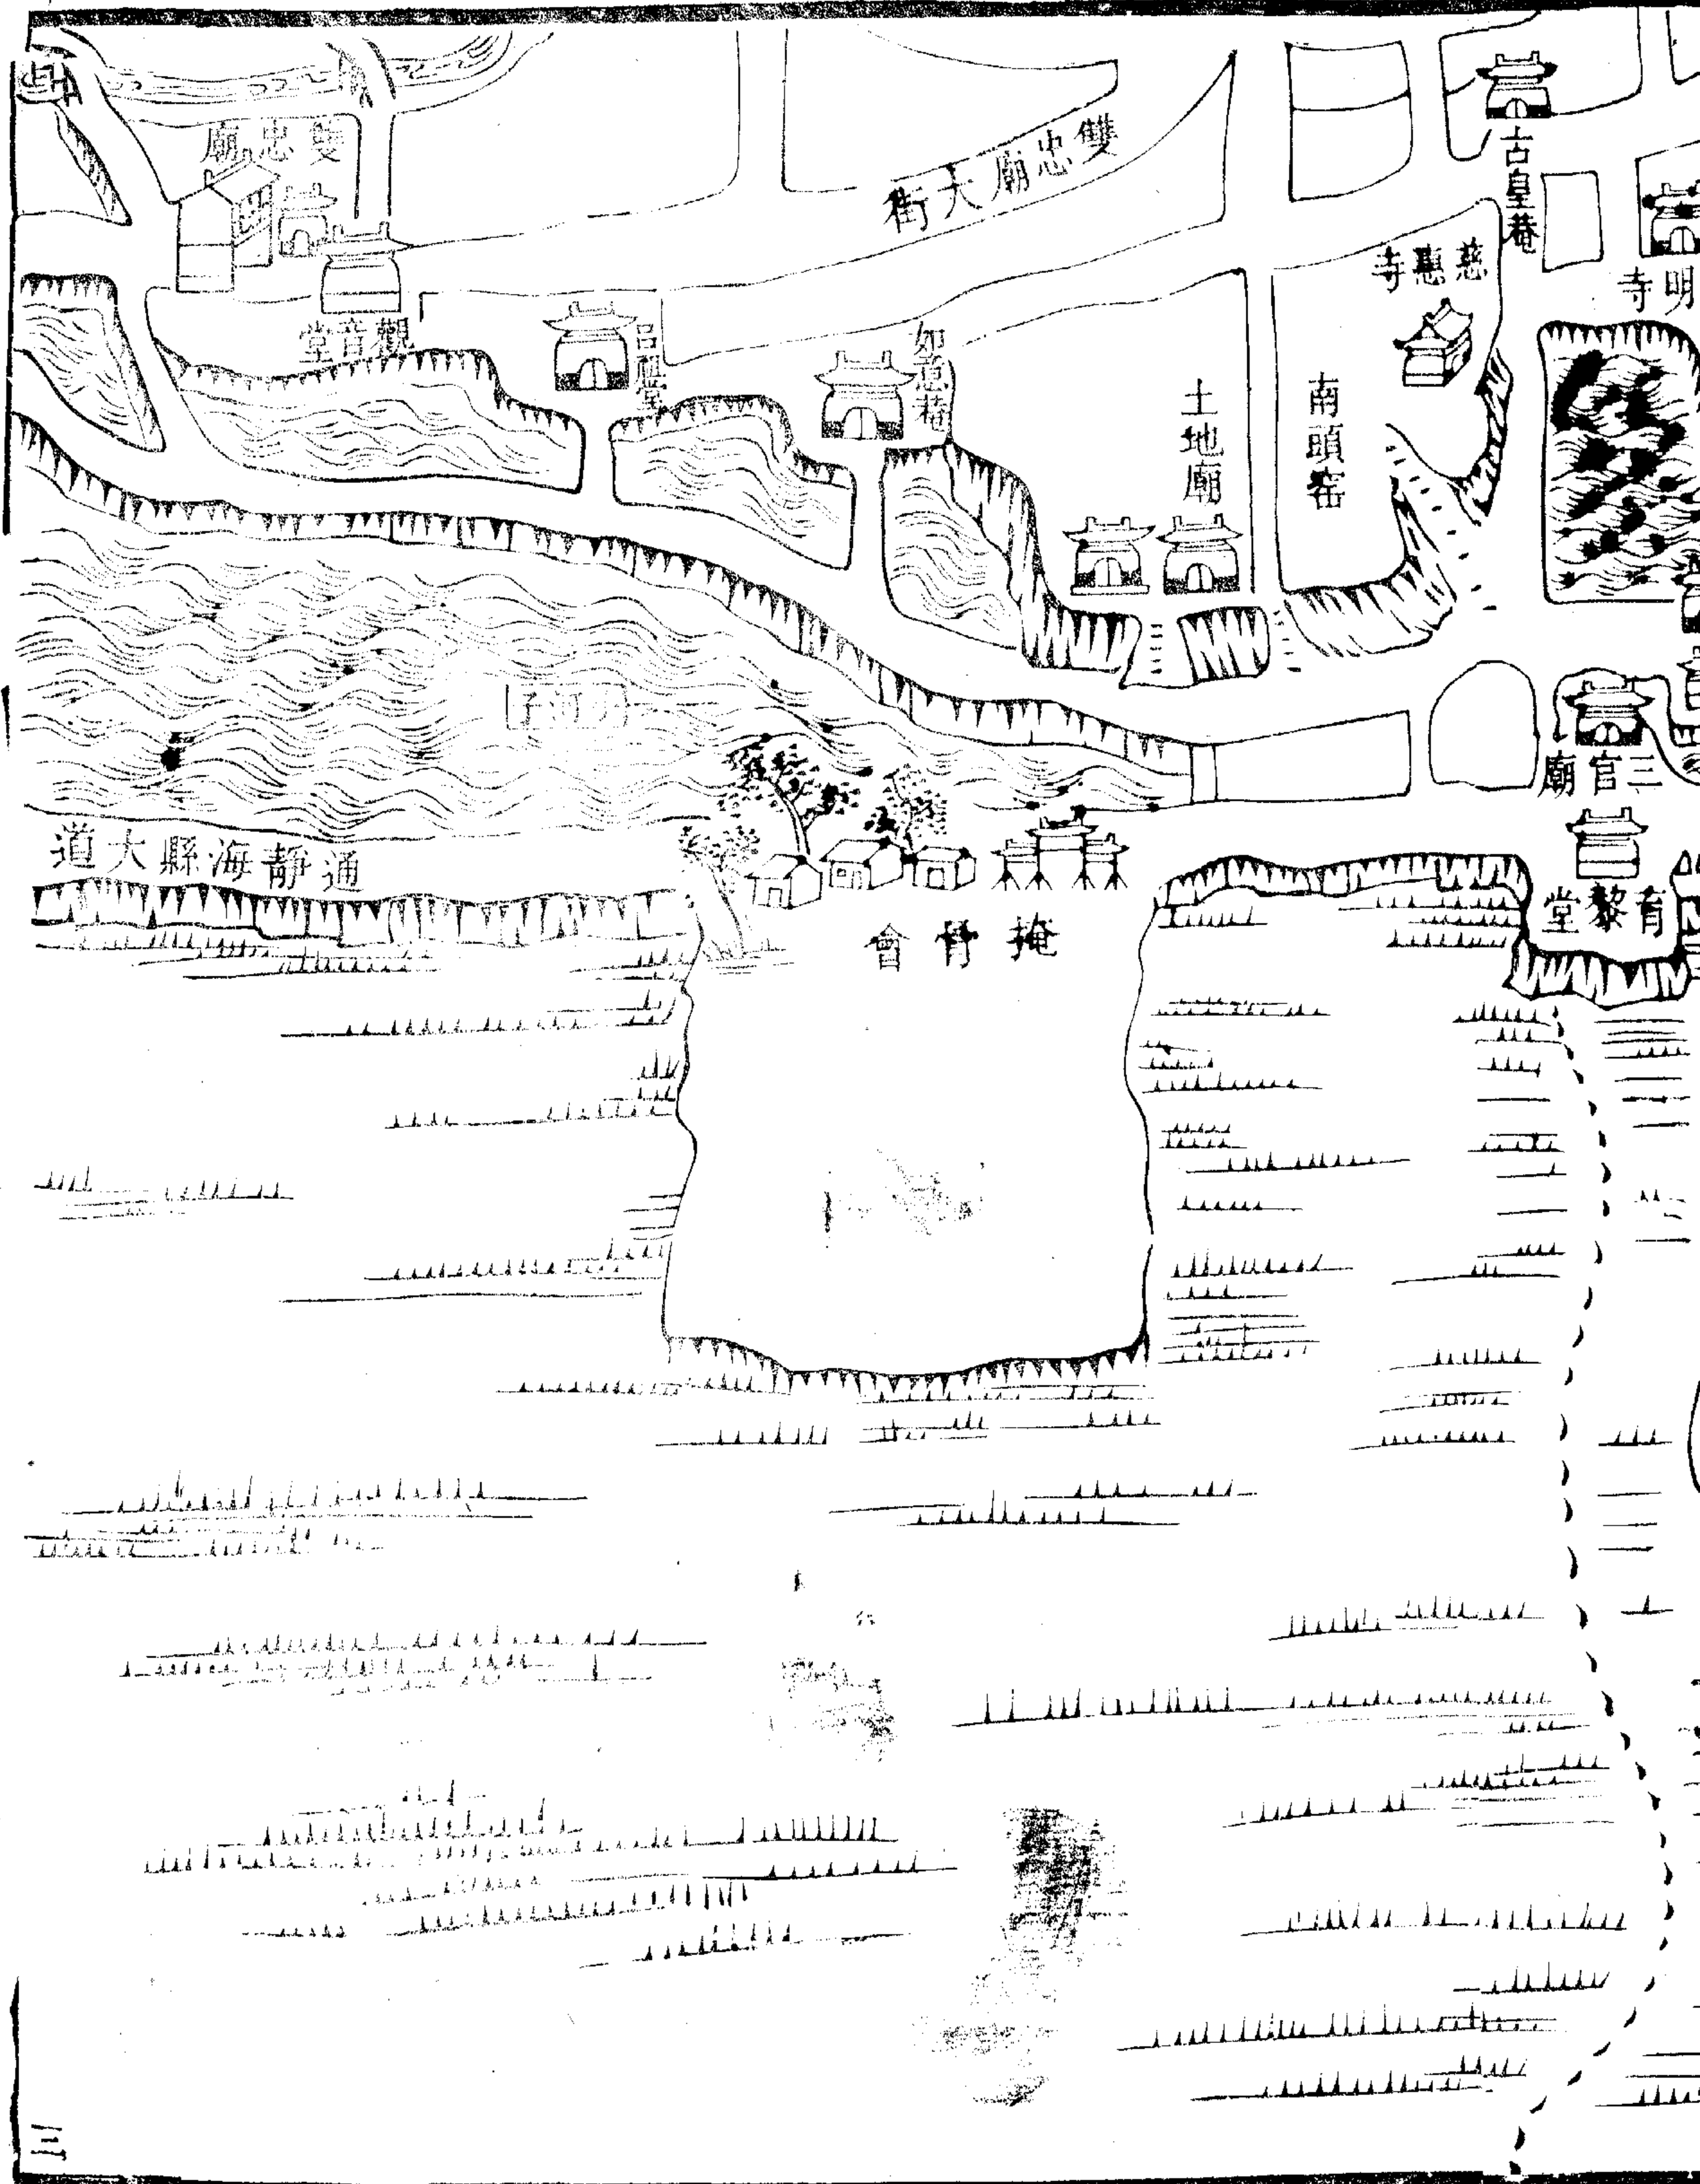 雙忠廟
雙忠廟大街
古皇菴
慈惠寺
明寺
觀音堂
呂祖堂
如意菴
土地廟
南頭窑
三官廟
通靜海縣大道
掩骨會
育黎堂
三